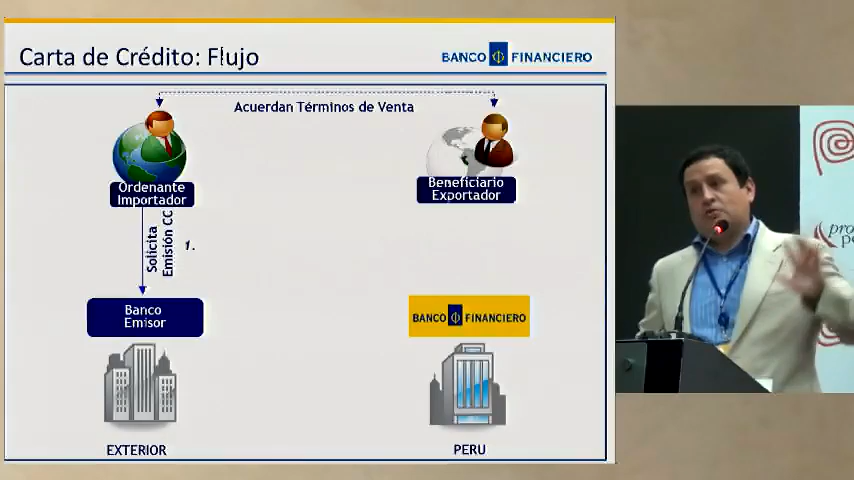 Carta de Crédito: Flujo
BANCO FINANCIERO
Acuerdan Términos de Venta
Ordenante
Importador
Beneficiario
Exportador
Solicita
Emisión CC
1.
Banco
Emisor
BANCO FINANCIERO
EXTERIOR
PERU